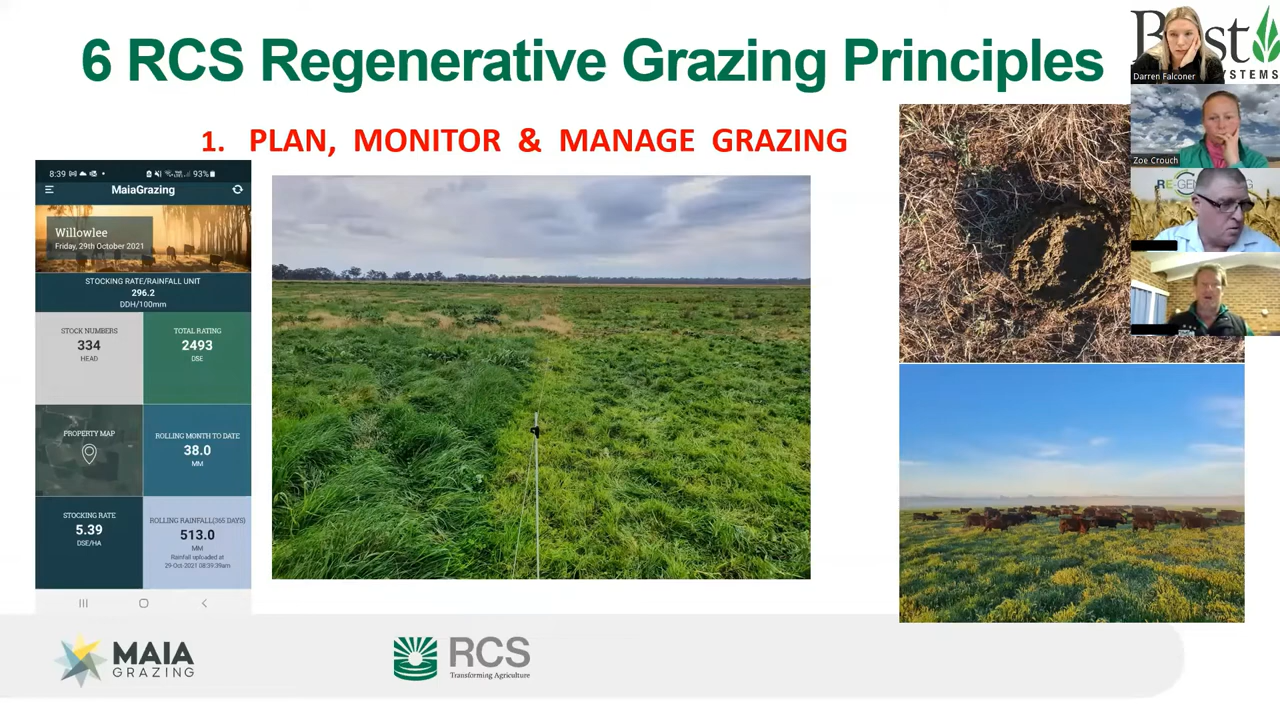 6 RCS Regenerative Grazing Principles
1. PLAN, MONITOR & MANAGE GRAZING
8:39
93%
MaiaGrazing
Willowlee
Friday, 29th October 2021
STOCKING RATE/RAINFALL UNIT
296.2
DDH/100mm
STOCK NUMBERS
334
HEAD
TOTAL RATING
2493
DSE
PROPERTY MAP
ROLLING MONTH TO DATE
38.0
MM
STOCKING RATE
5.39
DSE/HA
ROLLING RAINFALL(365 DAYS)
513.0
MM
Rainfall uploaded at
29-Oct-2021 08:39:39am
MAIA
GRAZING
RCS
Transforming Agriculture
Darren Falconer
YSTEMS
Zoe Crouch